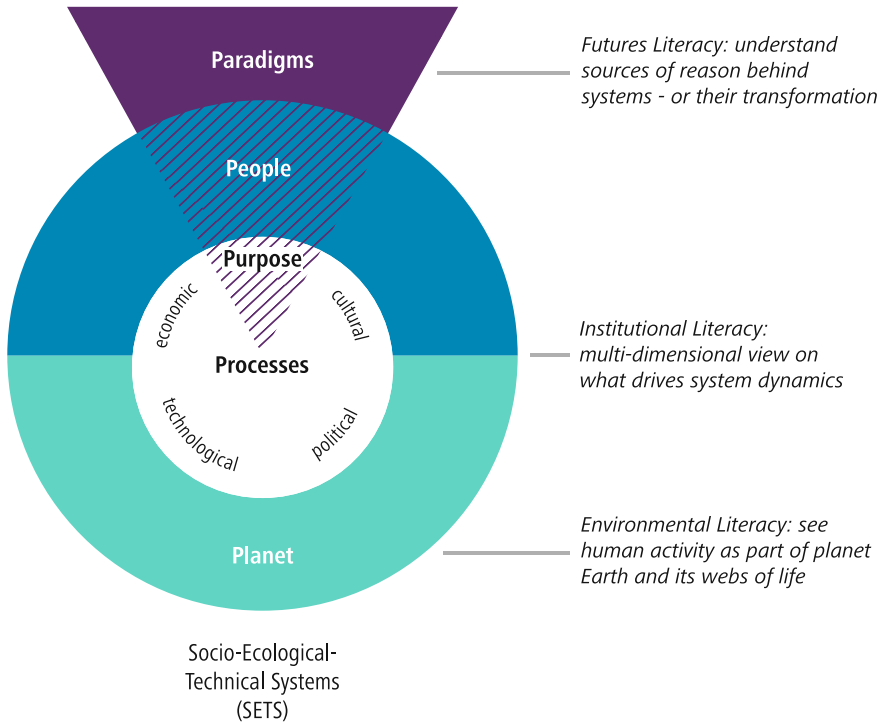 Paradigms
Futures Literacy: understand
sources of reason behind
systems - or their transformation
People
Purpose
economic
cultural
Processes
technological
political
Institutional Literacy:
multi-dimensional view on
what drives system dynamics
Planet
Environmental Literacy: see
human activity as part of planet
Earth and its webs of life
Socio-Ecological-
Technical Systems
(SETS)